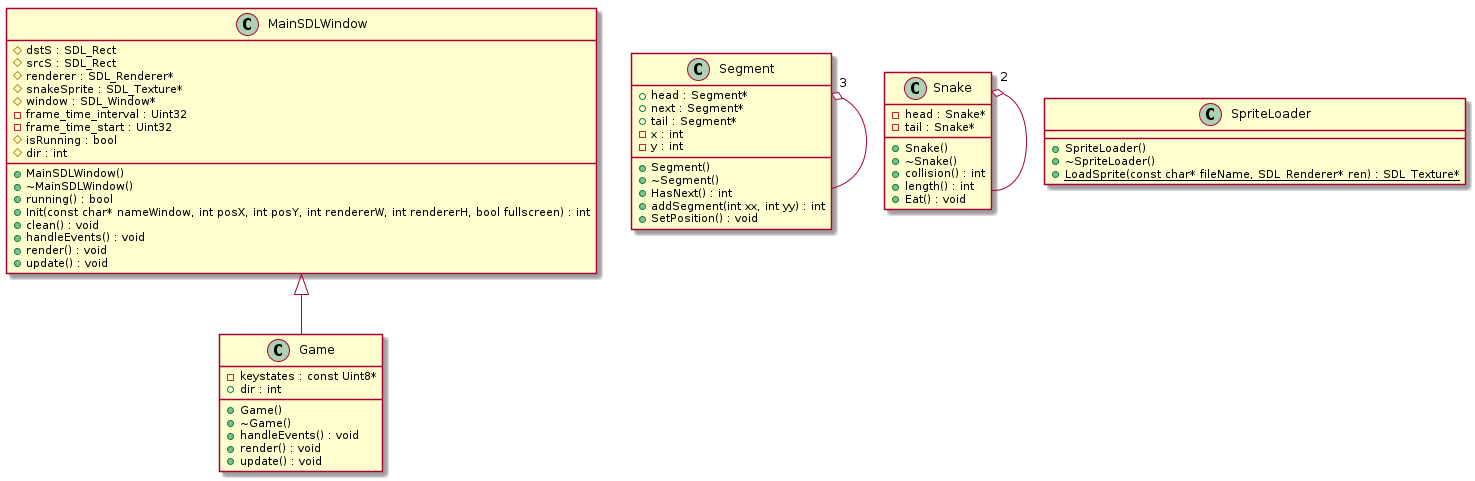 C MainSDLWindow
dstS : SDL_Rect
srcS : SDL_Rect
renderer : SDL_Renderer*
snakeSprite : SDL_Texture*
window : SDL_Window*
frame_time_interval : Uint32
frame_time_start : Uint32
isRunning : bool
dir : int
MainSDLWindow()
~MainSDLWindow()
running() : bool
Init(const char* nameWindow, int posX, int posY, int rendererW, int rendererH, bool fullscreen) : int
clean() : void
handleEvents() : void
render() : void
update() : void
C Game
keystates : const Uint8*
dir : int
Game()
~Game()
handleEvents() : void
render() : void
update() : void
C Segment
head : Segment*
next : Segment*
tail : Segment*
x : int
y : int
Segment()
~Segment()
HasNext() : int
addSegment(int xx, int yy) : int
SetPosition() : void
3
C Snake
head : Snake*
tail : Snake*
Snake()
~Snake()
collision() : int
length() : int
Eat() : void
2
C SpriteLoader
SpriteLoader()
~SpriteLoader()
LoadSprite(const char* fileName, SDL_Renderer* ren) : SDL_Texture*